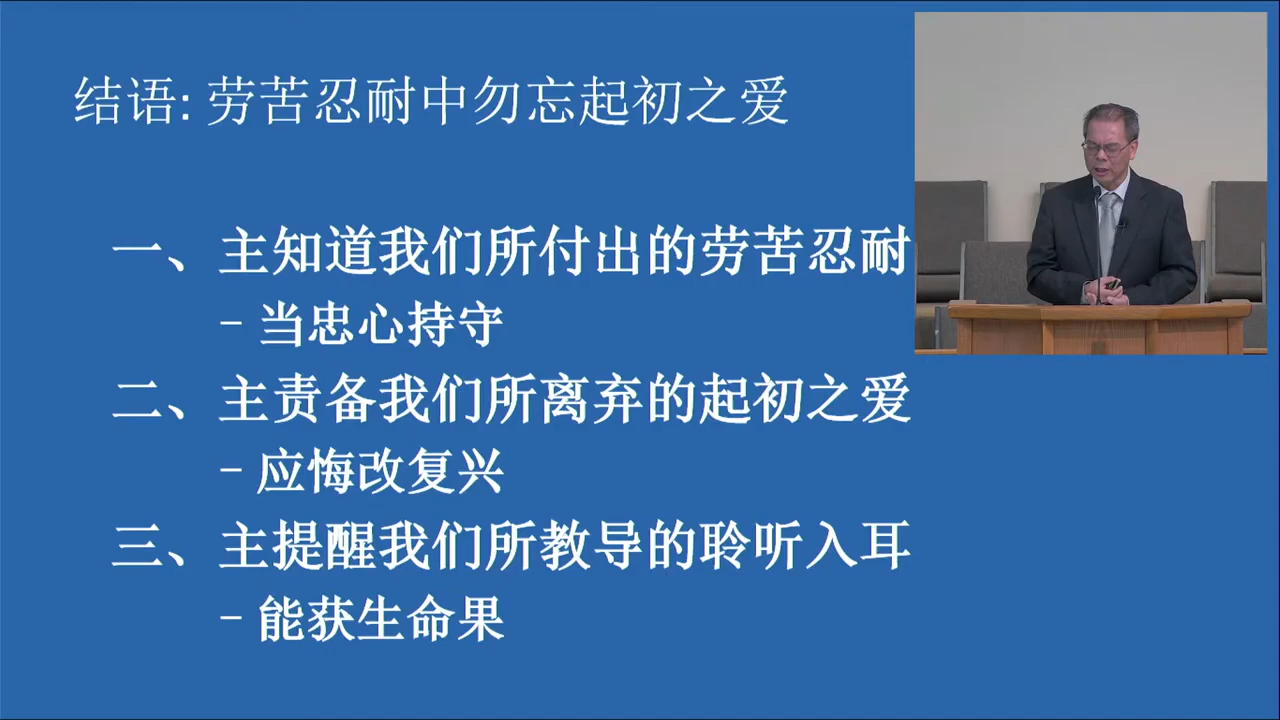 结语: 劳苦忍耐中勿忘起初之爱
一、主知道我们所付出的劳苦忍耐
– 当忠心持守
二、主责备我们所离弃的起初之爱
– 应悔改复兴
三、主提醒我们所教导的聆听入耳
– 能获生命果